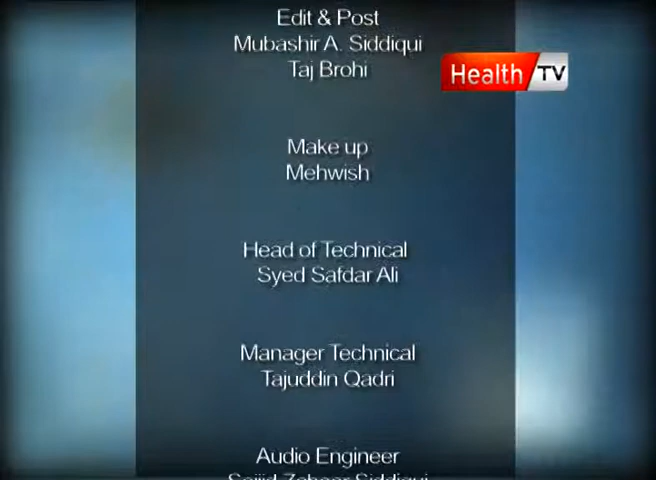 Edit & Post
Mubashir A. Siddiqui
Taj Brohi
Health TV
Make up
Mehwish
Head of Technical
Syed Safdar Ali
Manager Technical
Tajuddin Qadri
Audio Engineer